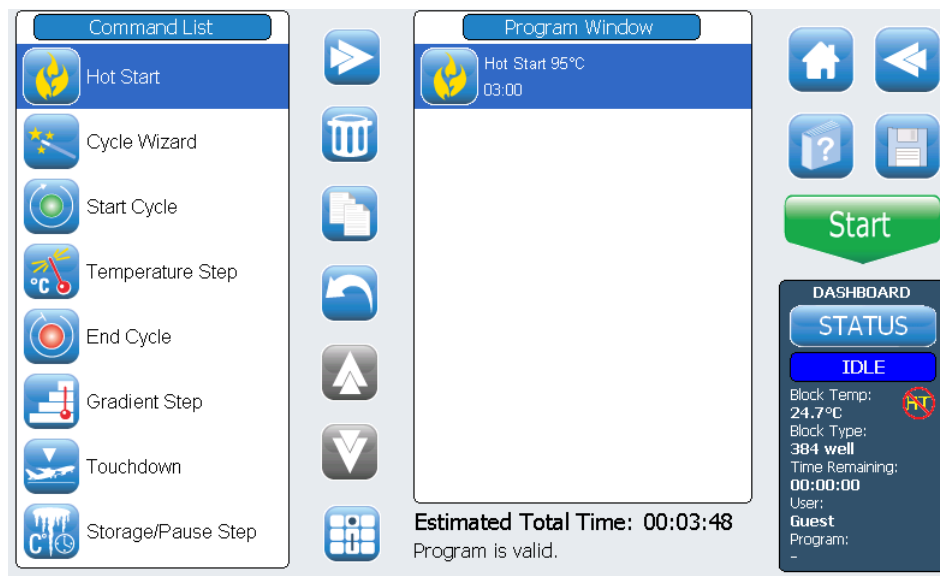 Command List
Hot Start
Cycle Wizard
Start Cycle
°C
Temperature Step
End Cycle
Gradient Step
Touchdown
C
Storage/Pause Step
Program Window
Hot Start 95°C
03:00
Estimated Total Time: 00:03:48
Program is valid.
?
Start
DASHBOARD
STATUS
IDLE
Block Temp:
24.7°C
HT
Block Type:
384 well
Time Remaining:
00:00:00
User:
Guest
Program:
–